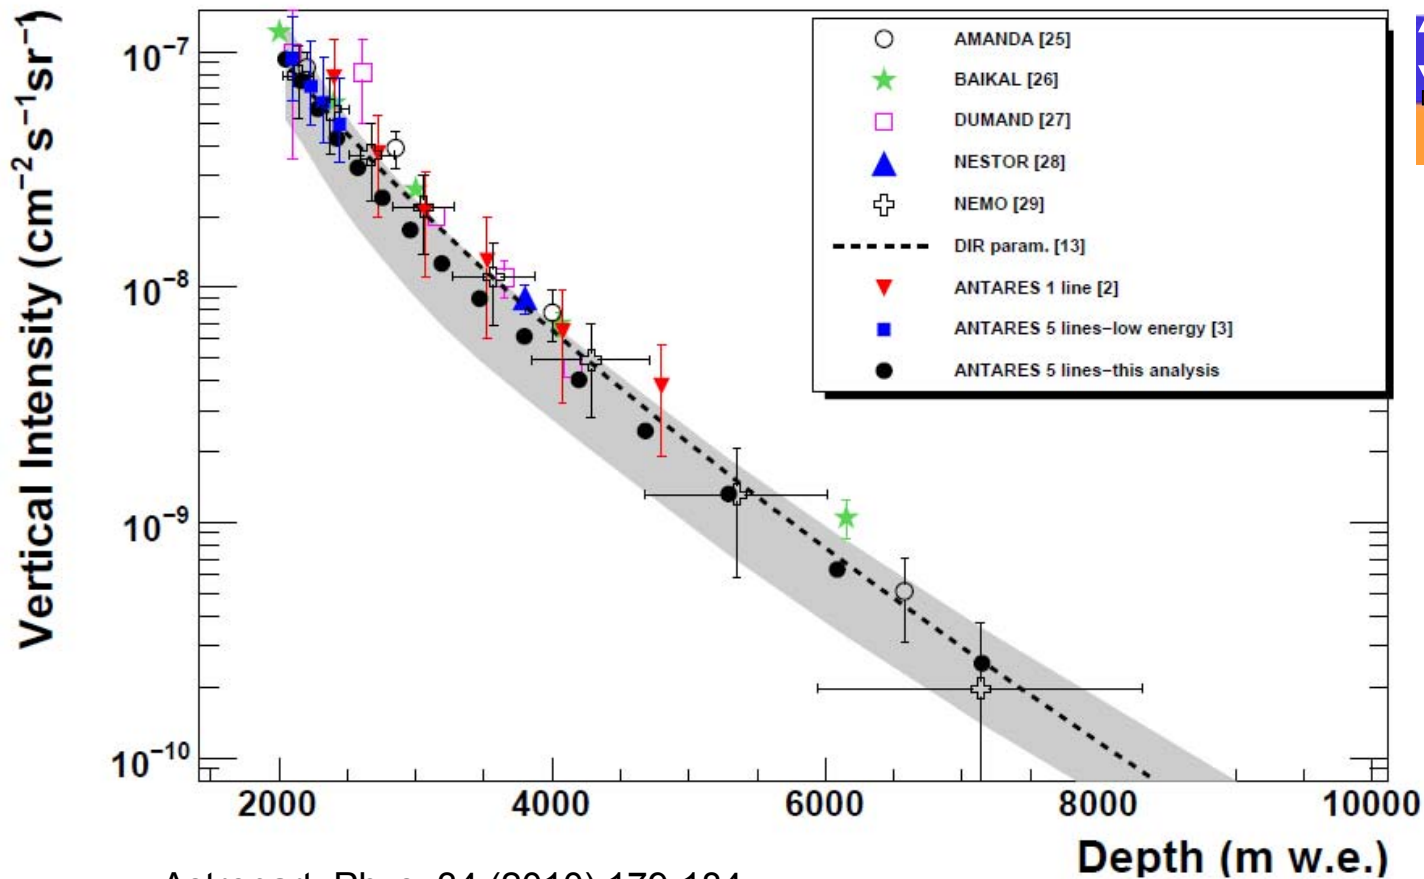 Vertical Intensity (cm⁻²s⁻¹sr⁻¹)
10⁻⁷
10⁻⁸
10⁻⁹
10⁻¹⁰
AMANDA [25]
BAIKAL [26]
DUMAND [27]
NESTOR [28]
NEMO [29]
DIR param. [13]
ANTARES 1 line [2]
ANTARES 5 lines–low energy [3]
ANTARES 5 lines–this analysis
2000 4000 6000 8000 10000
Depth (m w.e.)